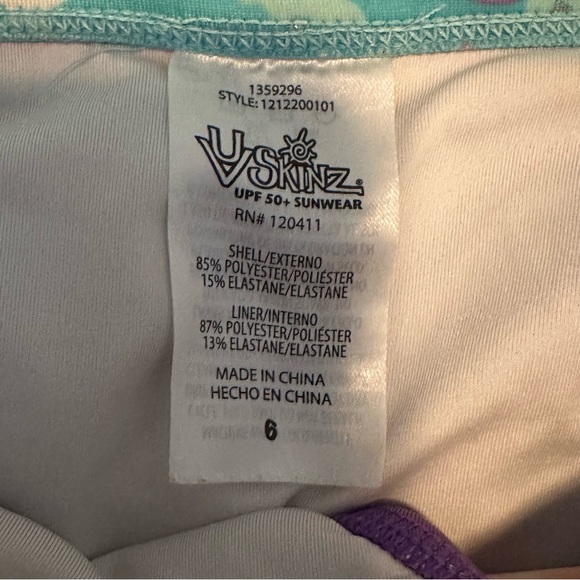 1359296
STYLE: 1212200101
UV SKINZ®
UPF 50+ SUNWEAR
RN# 120411
SHELL/EXTERNO
85% POLYESTER/POLIÉSTER
15% ELASTANE/ELASTANE
LINER/INTERNO
87% POLYESTER/POLIÉSTER
13% ELASTANE/ELASTANE
MADE IN CHINA
HECHO EN CHINA
6